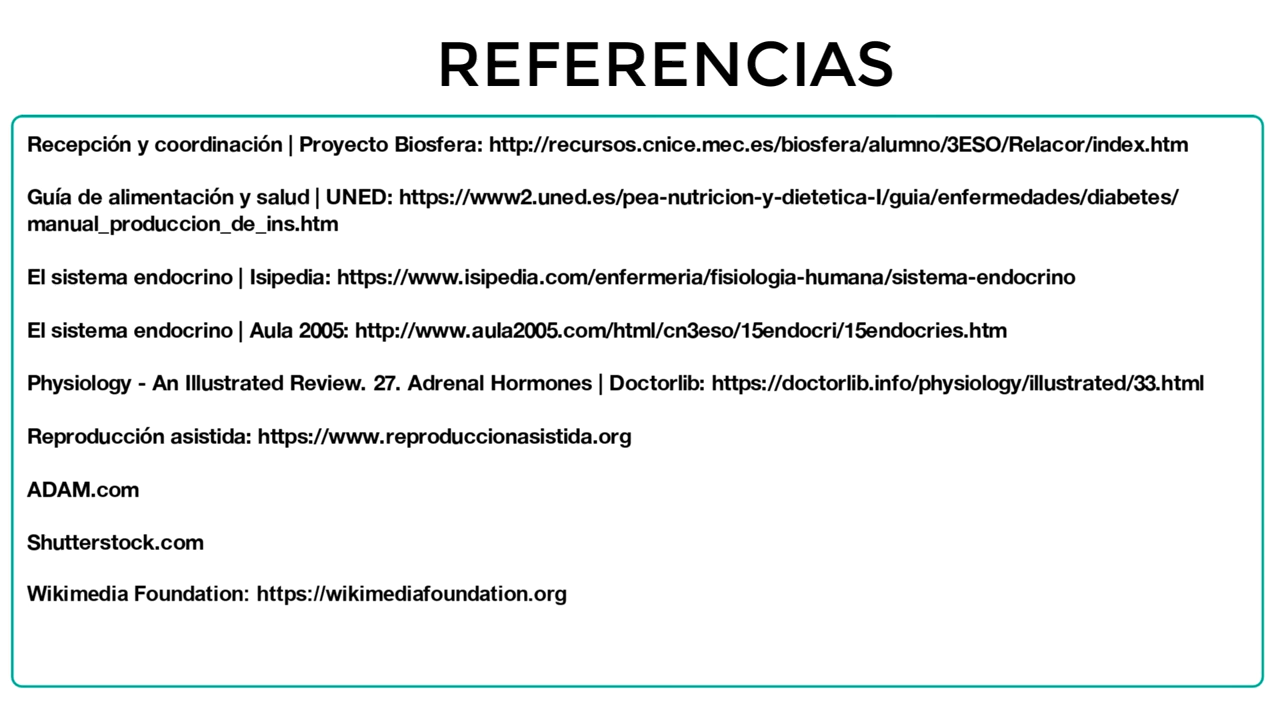 REFERENCIAS
Recepción y coordinación | Proyecto Biosfera: http://recursos.cnice.mec.es/biosfera/alumno/3ESO/Relacor/index.htm
Guía de alimentación y salud | UNED: https://www2.uned.es/pea-nutricion-y-dietetica-I/guia/enfermedades/diabetes/
manual_produccion_de_ins.htm
El sistema endocrino | Isipedia: https://www.isipedia.com/enfermeria/fisiologia-humana/sistema-endocrino
El sistema endocrino | Aula 2005: http://www.aula2005.com/html/cn3eso/15endocri/15endocries.htm
Physiology - An Illustrated Review. 27. Adrenal Hormones | Doctorlib: https://doctorlib.info/physiology/illustrated/33.html
Reproducción asistida: https://www.reproduccionasistida.org
ADAM.com
Shutterstock.com
Wikimedia Foundation: https://wikimediafoundation.org